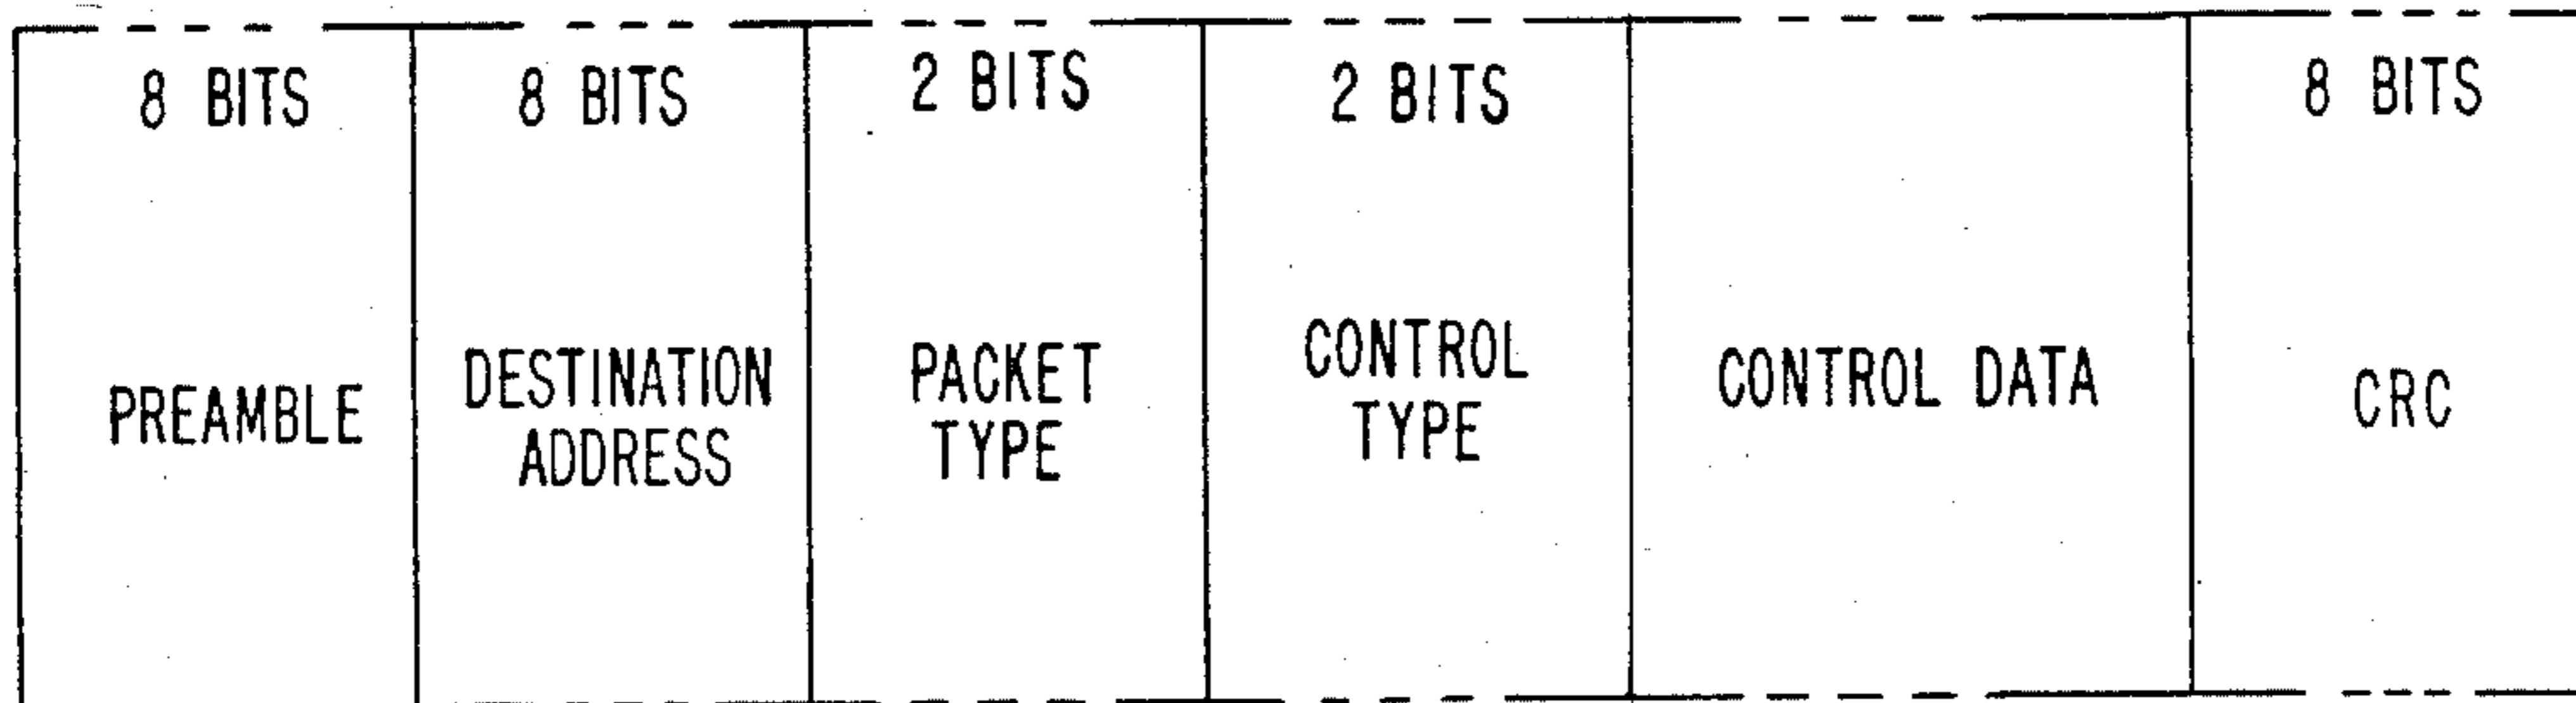 8 BITS
PREAMBLE
8 BITS
DESTINATION
ADDRESS
2 BITS
PACKET
TYPE
2 BITS
CONTROL
TYPE
CONTROL DATA
8 BITS
CRC